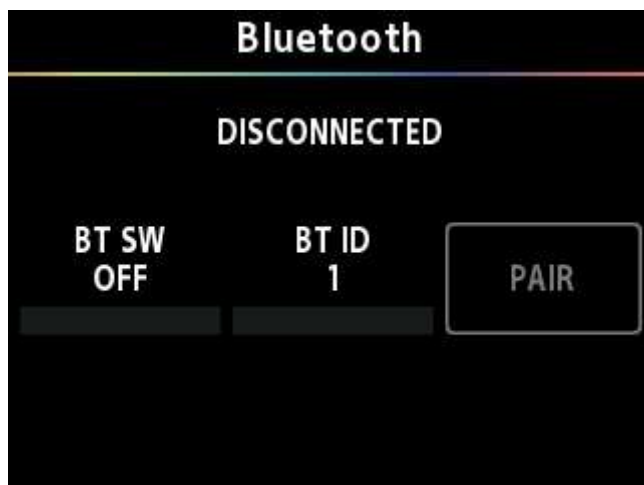 Bluetooth
DISCONNECTED
BT SW
OFF
BT ID
1
PAIR